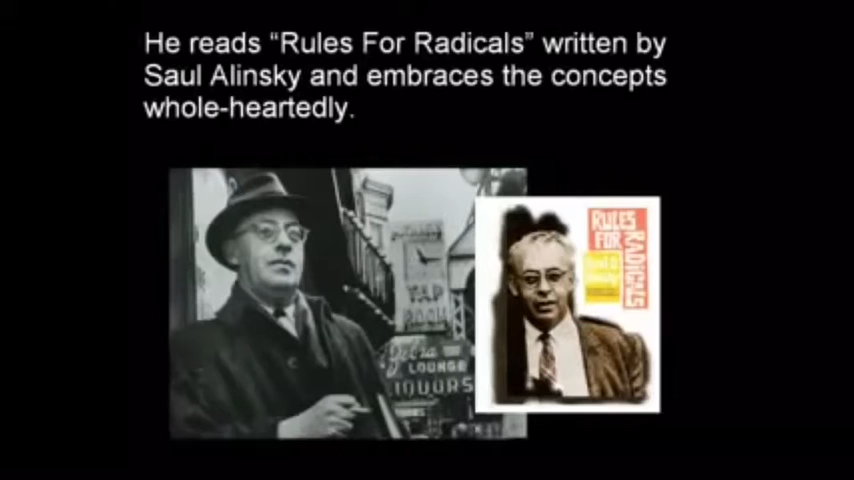 He reads “Rules For Radicals” written by
Saul Alinsky and embraces the concepts
whole-heartedly.
TAP
ROOM
LOUNGE
LIQUORS
RULES
FOR
RADICALS